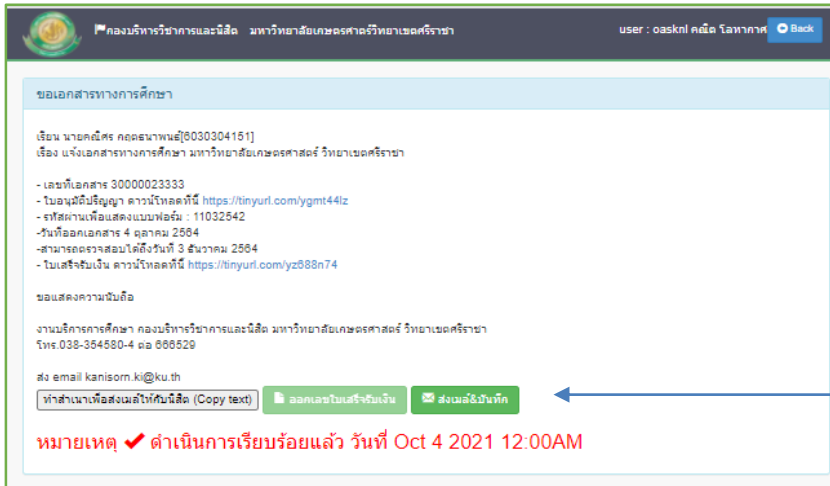 กองบริหารวิชาการและนิสิต มหาวิทยาลัยเกษตรศาตร์วิทยาเขตศรีราชา
user : oasknl คณิต โลหากาศ Back
ขอเอกสารทางการศึกษา
เรียน นายคณิศร กฤตธนาพนธ์[6030304151]
เรื่อง แจ้งเอกสารทางการศึกษา มหาวิทยาลัยเกษตรศาสตร์ วิทยาเขตศรีราชา
- เลขที่เอกสาร 30000023333
- ใบอนุมัติปริญญา ดาวน์โหลดที่นี่ https://tinyurl.com/ygmt44lz
- รหัสผ่านเพื่อแสดงแบบฟอร์ม : 11032542
-วันที่ออกเอกสาร 4 ตุลาคม 2564
-สามารถตรวจสอบได้ถึงวันที่ 3 ธันวาคม 2564
- ใบเสร็จรับเงิน ดาวน์โหลดที่นี่ https://tinyurl.com/yz688n74
ขอแสดงความนับถือ
งานบริการการศึกษา กองบริหารวิชาการและนิสิต มหาวิทยาลัยเกษตรศาสตร์ วิทยาเขตศรีราชา
โทร.038-354580-4 ต่อ 666529
ส่ง email kanisorn.ki@ku.th
ทำสำเนาเพื่อส่งเมล์ให้กับนิสิต (Copy text) ออกเลขใบเสร็จรับเงิน ส่งเมล์&บันทึก
หมายเหตุ ✔ ดำเนินการเรียบร้อยแล้ว วันที่ Oct 4 2021 12:00AM